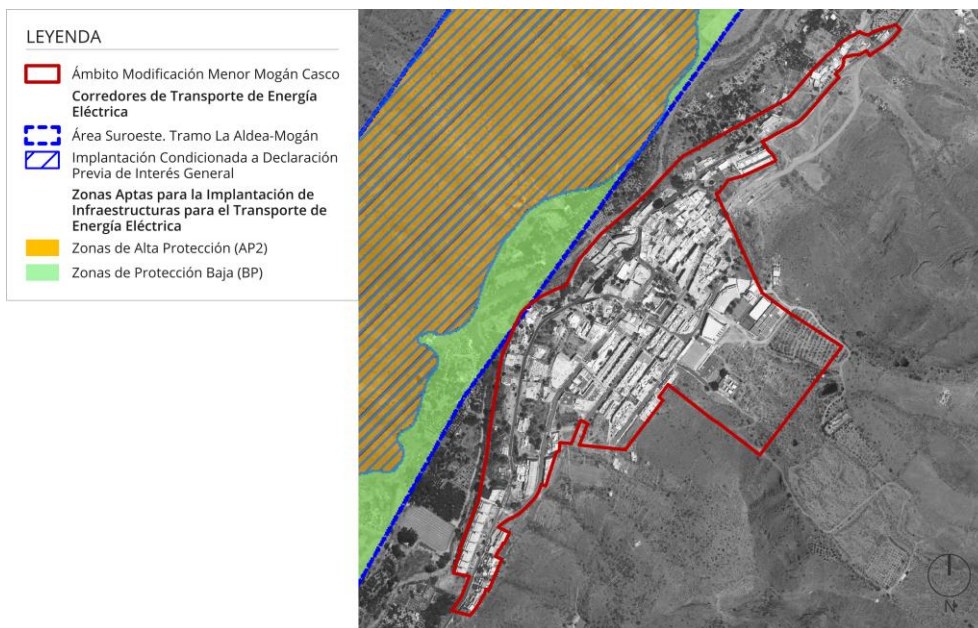 LEYENDA
Ámbito Modificación Menor Mogán Casco
Corredores de Transporte de Energía
Eléctrica
Área Suroeste. Tramo La Aldea-Mogán
Implantación Condicionada a Declaración
Previa de Interés General
Zonas Aptas para la Implantación de
Infraestructuras para el Transporte de
Energía Eléctrica
Zonas de Alta Protección (AP2)
Zonas de Protección Baja (BP)
N